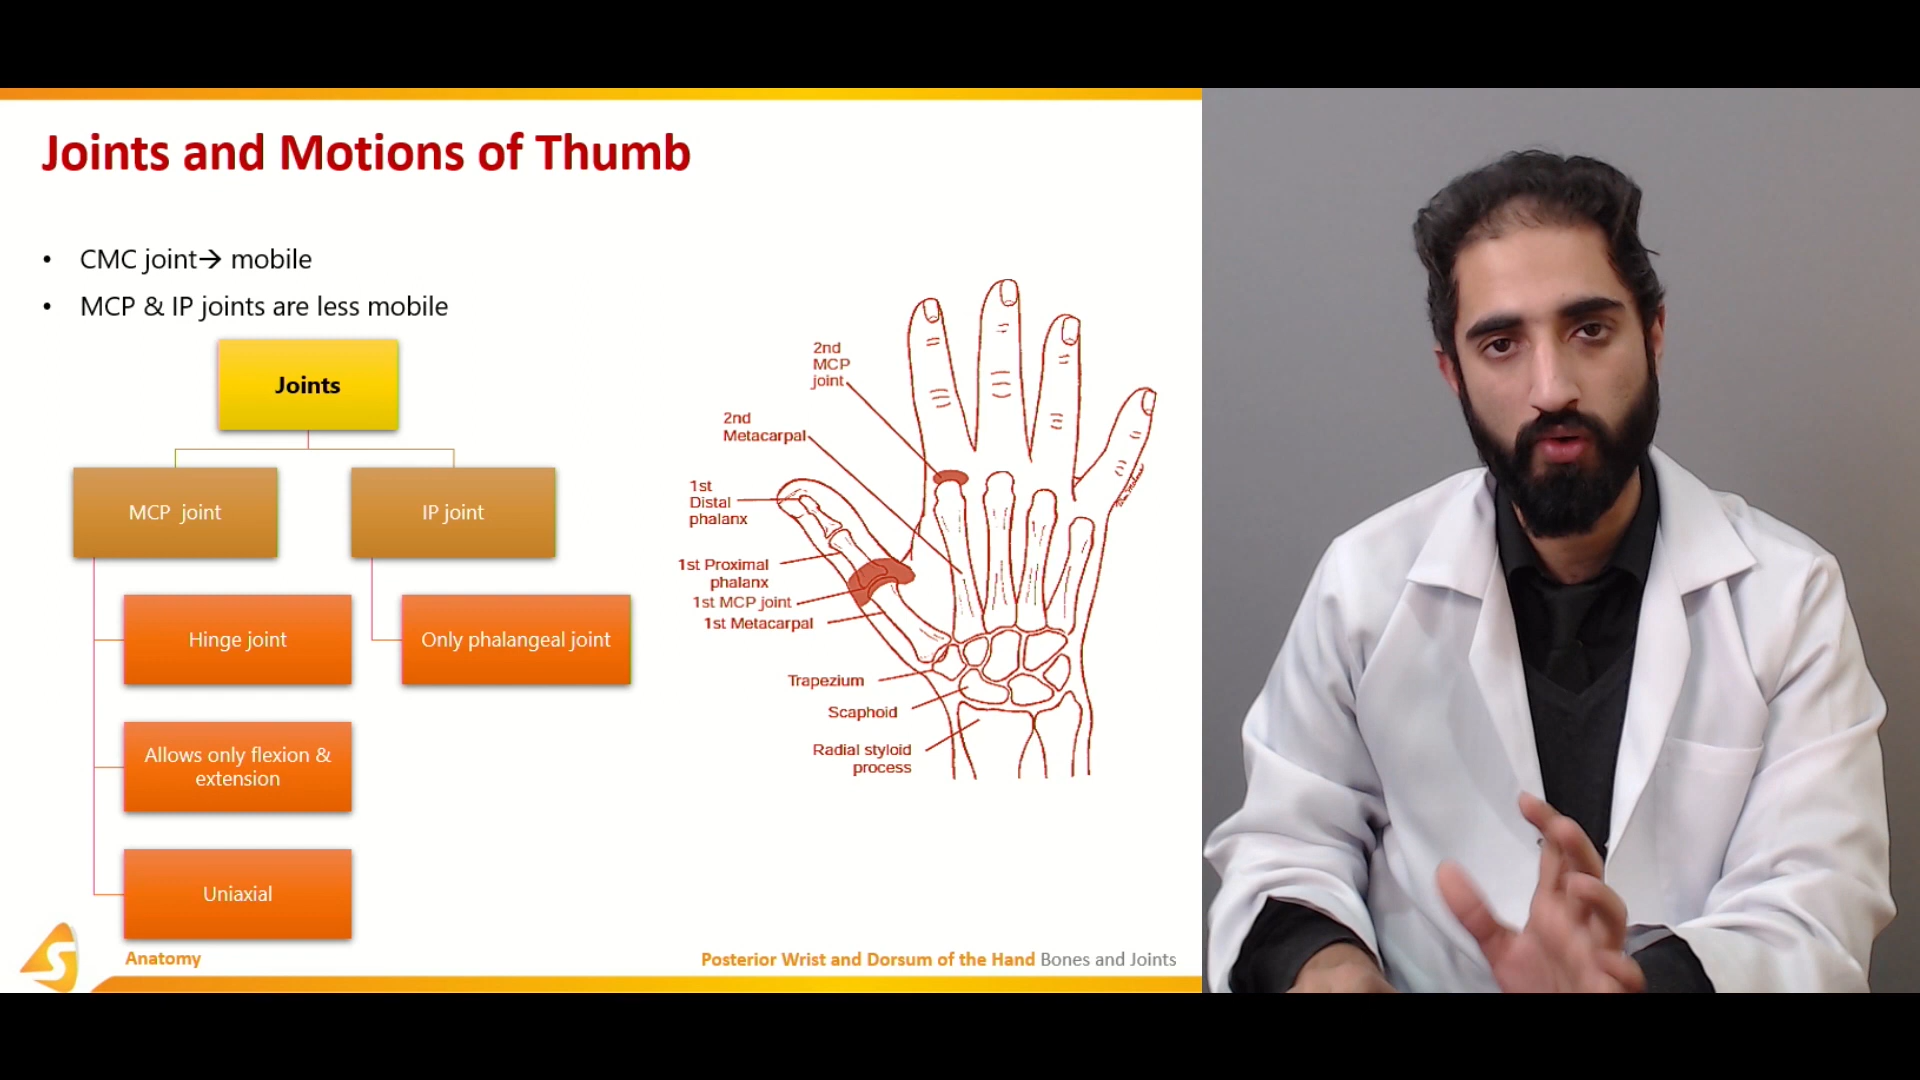 Joints and Motions of Thumb
• CMC joint→ mobile
• MCP & IP joints are less mobile
Joints
MCP joint
IP joint
Hinge joint
Only phalangeal joint
Allows only flexion &
extension
Uniaxial
2nd
MCP
joint
2nd
Metacarpal
1st
Distal
phalanx
1st Proximal
phalanx
1st MCP joint
1st Metacarpal
Trapezium
Scaphoid
Radial styloid
process
S
Anatomy
Posterior Wrist and Dorsum of the Hand Bones and Joints